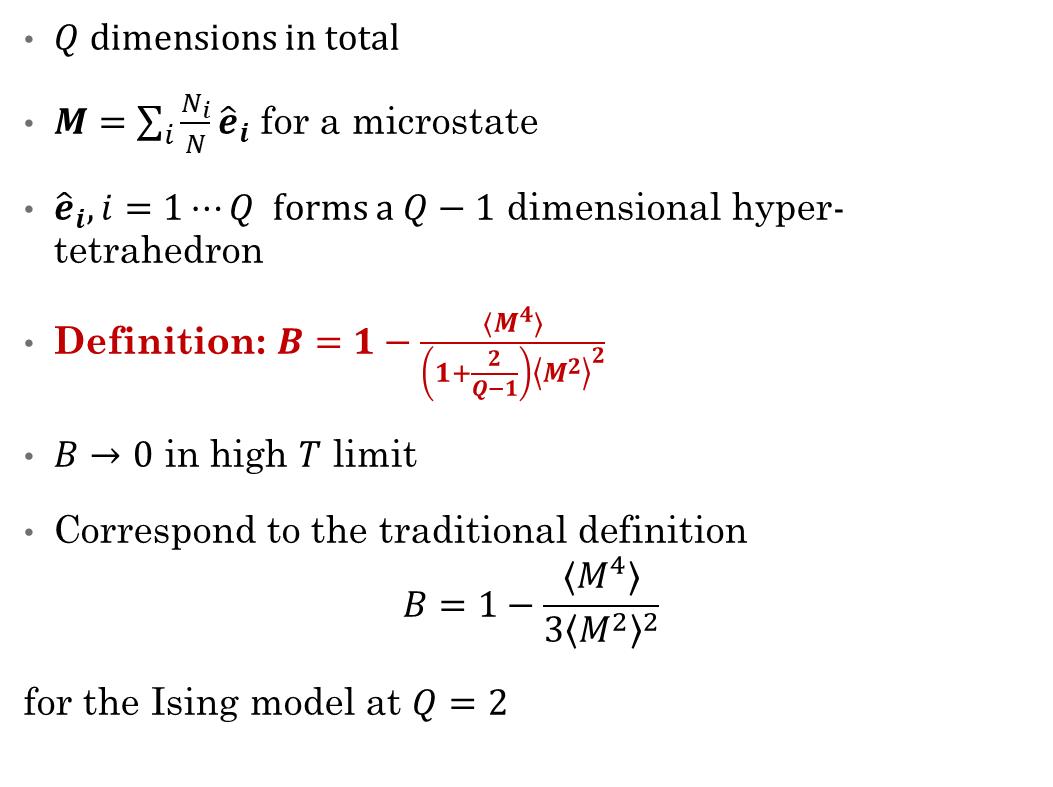 • Q dimensions in total
• M = ∑ᵢ Nᵢ/N êᵢ for a microstate
• êᵢ, i = 1 ⋯ Q forms a Q − 1 dimensional hyper-
tetrahedron
• Definition: B = 1 − ⟨M⁴⟩ / (1+2/(Q−1))⟨M²⟩²
• B → 0 in high T limit
• Correspond to the traditional definition
B = 1 − ⟨M⁴⟩ / 3⟨M²⟩²
for the Ising model at Q = 2